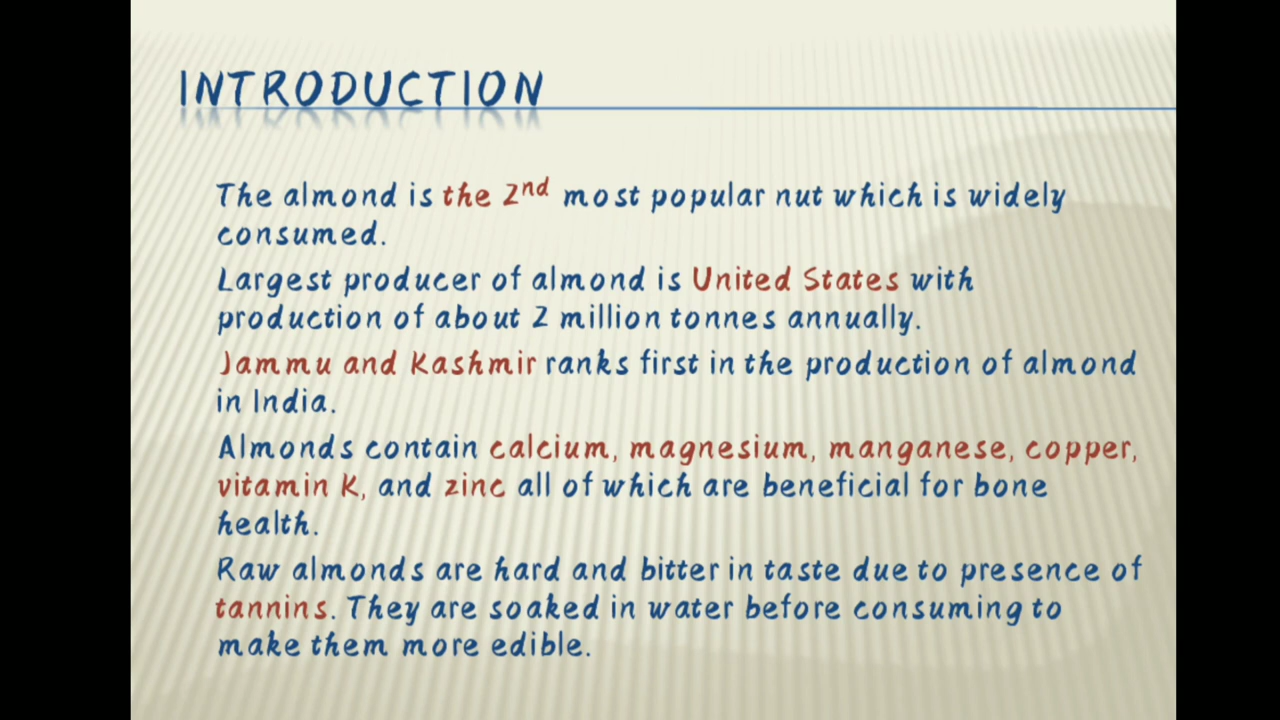 INTRODUCTION
The almond is the 2nd most popular nut which is widely
consumed.
Largest producer of almond is United States with
production of about 2 million tonnes annually.
Jammu and Kashmir ranks first in the production of almond
in India.
Almonds contain calcium, magnesium, manganese, copper,
vitamin K, and zinc all of which are beneficial for bone
health.
Raw almonds are hard and bitter in taste due to presence of
tannins. They are soaked in water before consuming to
make them more edible.